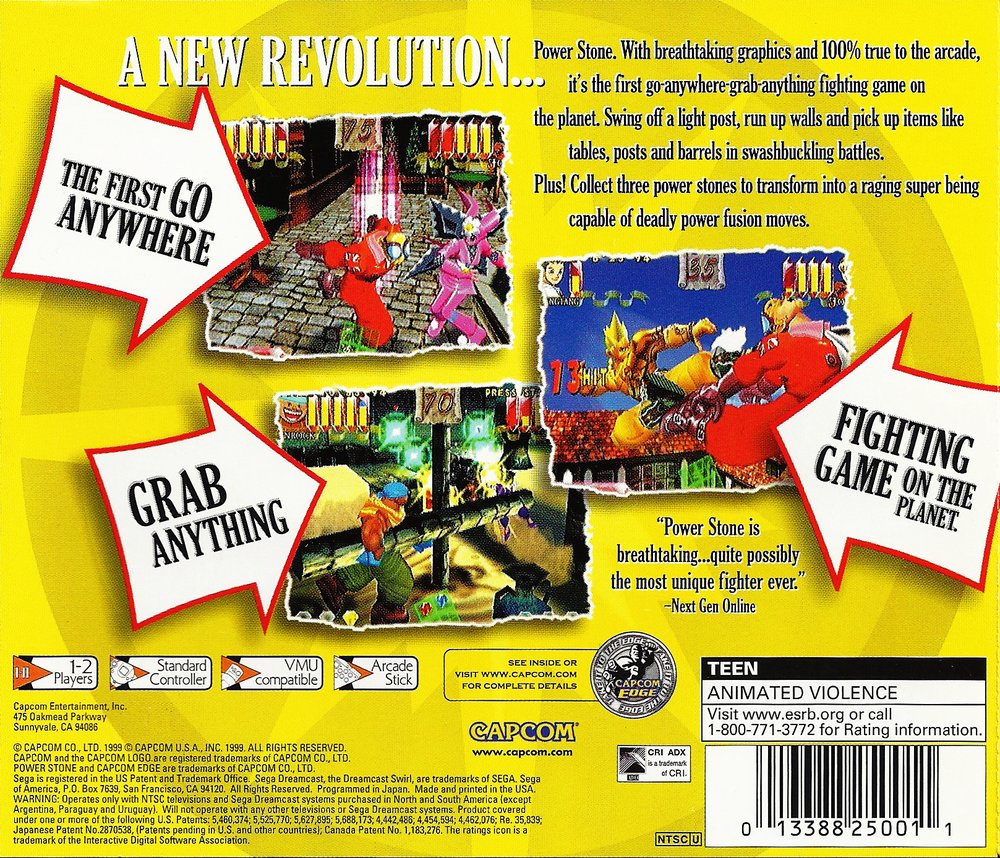 A NEW REVOLUTION...
Power Stone. With breathtaking graphics and 100% true to the arcade,
it's the first go-anywhere-grab-anything fighting game on
the planet. Swing off a light post, run up walls and pick up items like
tables, posts and barrels in swashbuckling battles.
Plus! Collect three power stones to transform into a raging super being
capable of deadly power fusion moves.
THE FIRST GO
ANYWHERE
75
35
NGTANG
30
13 HIT
FIGHTING
GAME ON THE
PLANET.
GRAB
ANYTHING
70
PRESS
NROCK
"Power Stone is
breathtaking...quite possibly
the most unique fighter ever."
–Next Gen Online
1-2
Players
Standard
Controller
VMU
compatible
Arcade
Stick
SEE INSIDE OR
VISIT WWW.CAPCOM.COM
FOR COMPLETE DETAILS
CAPCOM
EDGE
Capcom Entertainment, Inc.
475 Oakmead Parkway
Sunnyvale, CA 94086
CAPCOM
www.capcom.com
© CAPCOM CO., LTD. 1999 © CAPCOM U.S.A., INC. 1999. ALL RIGHTS RESERVED.
CAPCOM and the CAPCOM LOGO are registered trademarks of CAPCOM CO., LTD.
POWER STONE and CAPCOM EDGE are trademarks of CAPCOM CO., LTD.
Sega is registered in the US Patent and Trademark Office. Sega Dreamcast, the Dreamcast Swirl, are trademarks of SEGA. Sega
of America, P.O. Box 7639, San Francisco, CA 94120. All Rights Reserved. Programmed in Japan. Made and printed in the USA.
WARNING: Operates only with NTSC televisions and Sega Dreamcast systems purchased in North and South America (except
Argentina, Paraguay and Uruguay). Will not operate with any other televisions or Sega Dreamcast systems. Product covered
under one or more of the following U.S. Patents: 5,460,374; 5,525,770; 5,627,895; 5,688,173; 4,442,486; 4,454,594; 4,462,076; Re. 35,839;
Japanese Patent No.2870538, (Patents pending in U.S. and other countries); Canada Patent No. 1,183,276. The ratings icon is a
trademark of the Interactive Digital Software Association.
CRI ADX
is a trademark
of CRI.
NTSC U
TEEN
ANIMATED VIOLENCE
Visit www.esrb.org or call
1-800-771-3772 for Rating information.
0 13388 25001 1